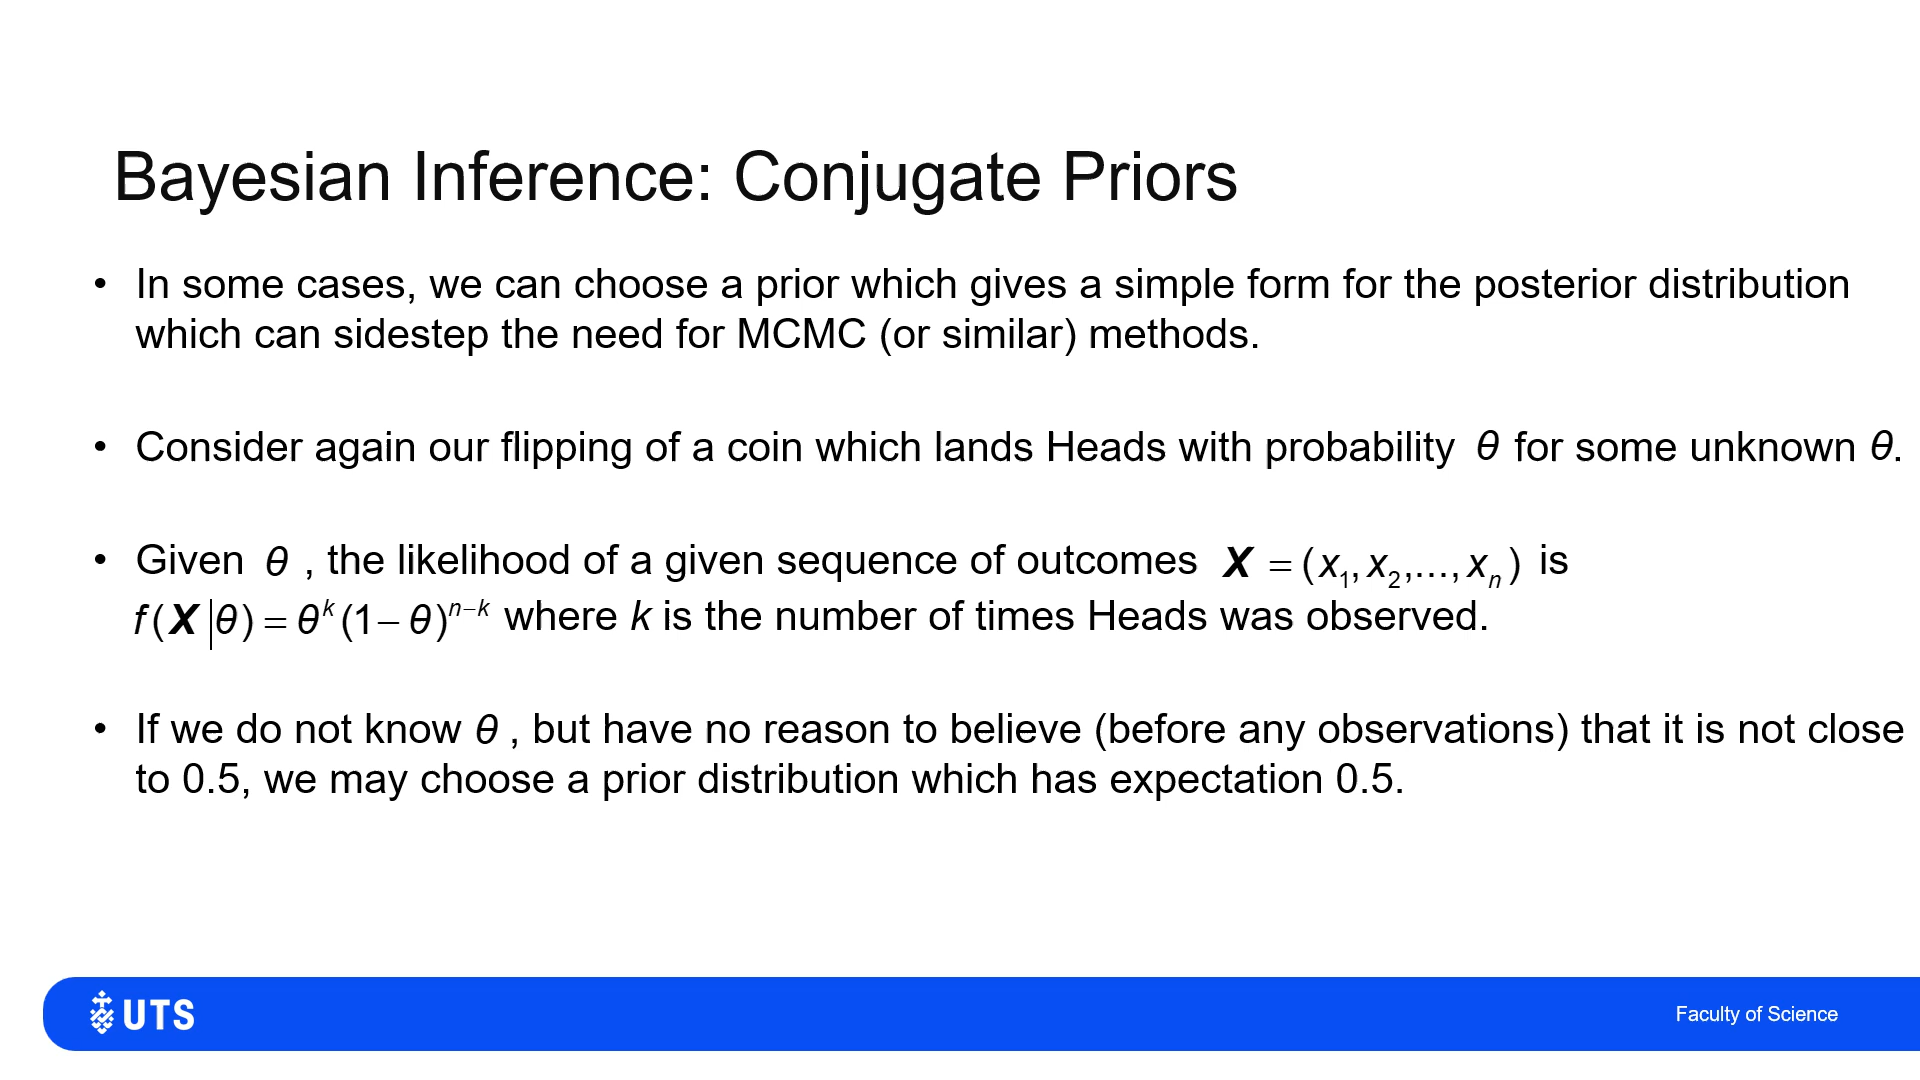 Bayesian Inference: Conjugate Priors
• In some cases, we can choose a prior which gives a simple form for the posterior distribution
which can sidestep the need for MCMC (or similar) methods.
• Consider again our flipping of a coin which lands Heads with probability θ for some unknown θ.
• Given θ , the likelihood of a given sequence of outcomes X = (x₁, x₂,..., xₙ) is
f(X|θ) = θᵏ(1−θ)ⁿ⁻ᵏ where k is the number of times Heads was observed.
• If we do not know θ , but have no reason to believe (before any observations) that it is not close
to 0.5, we may choose a prior distribution which has expectation 0.5.
UTS
Faculty of Science